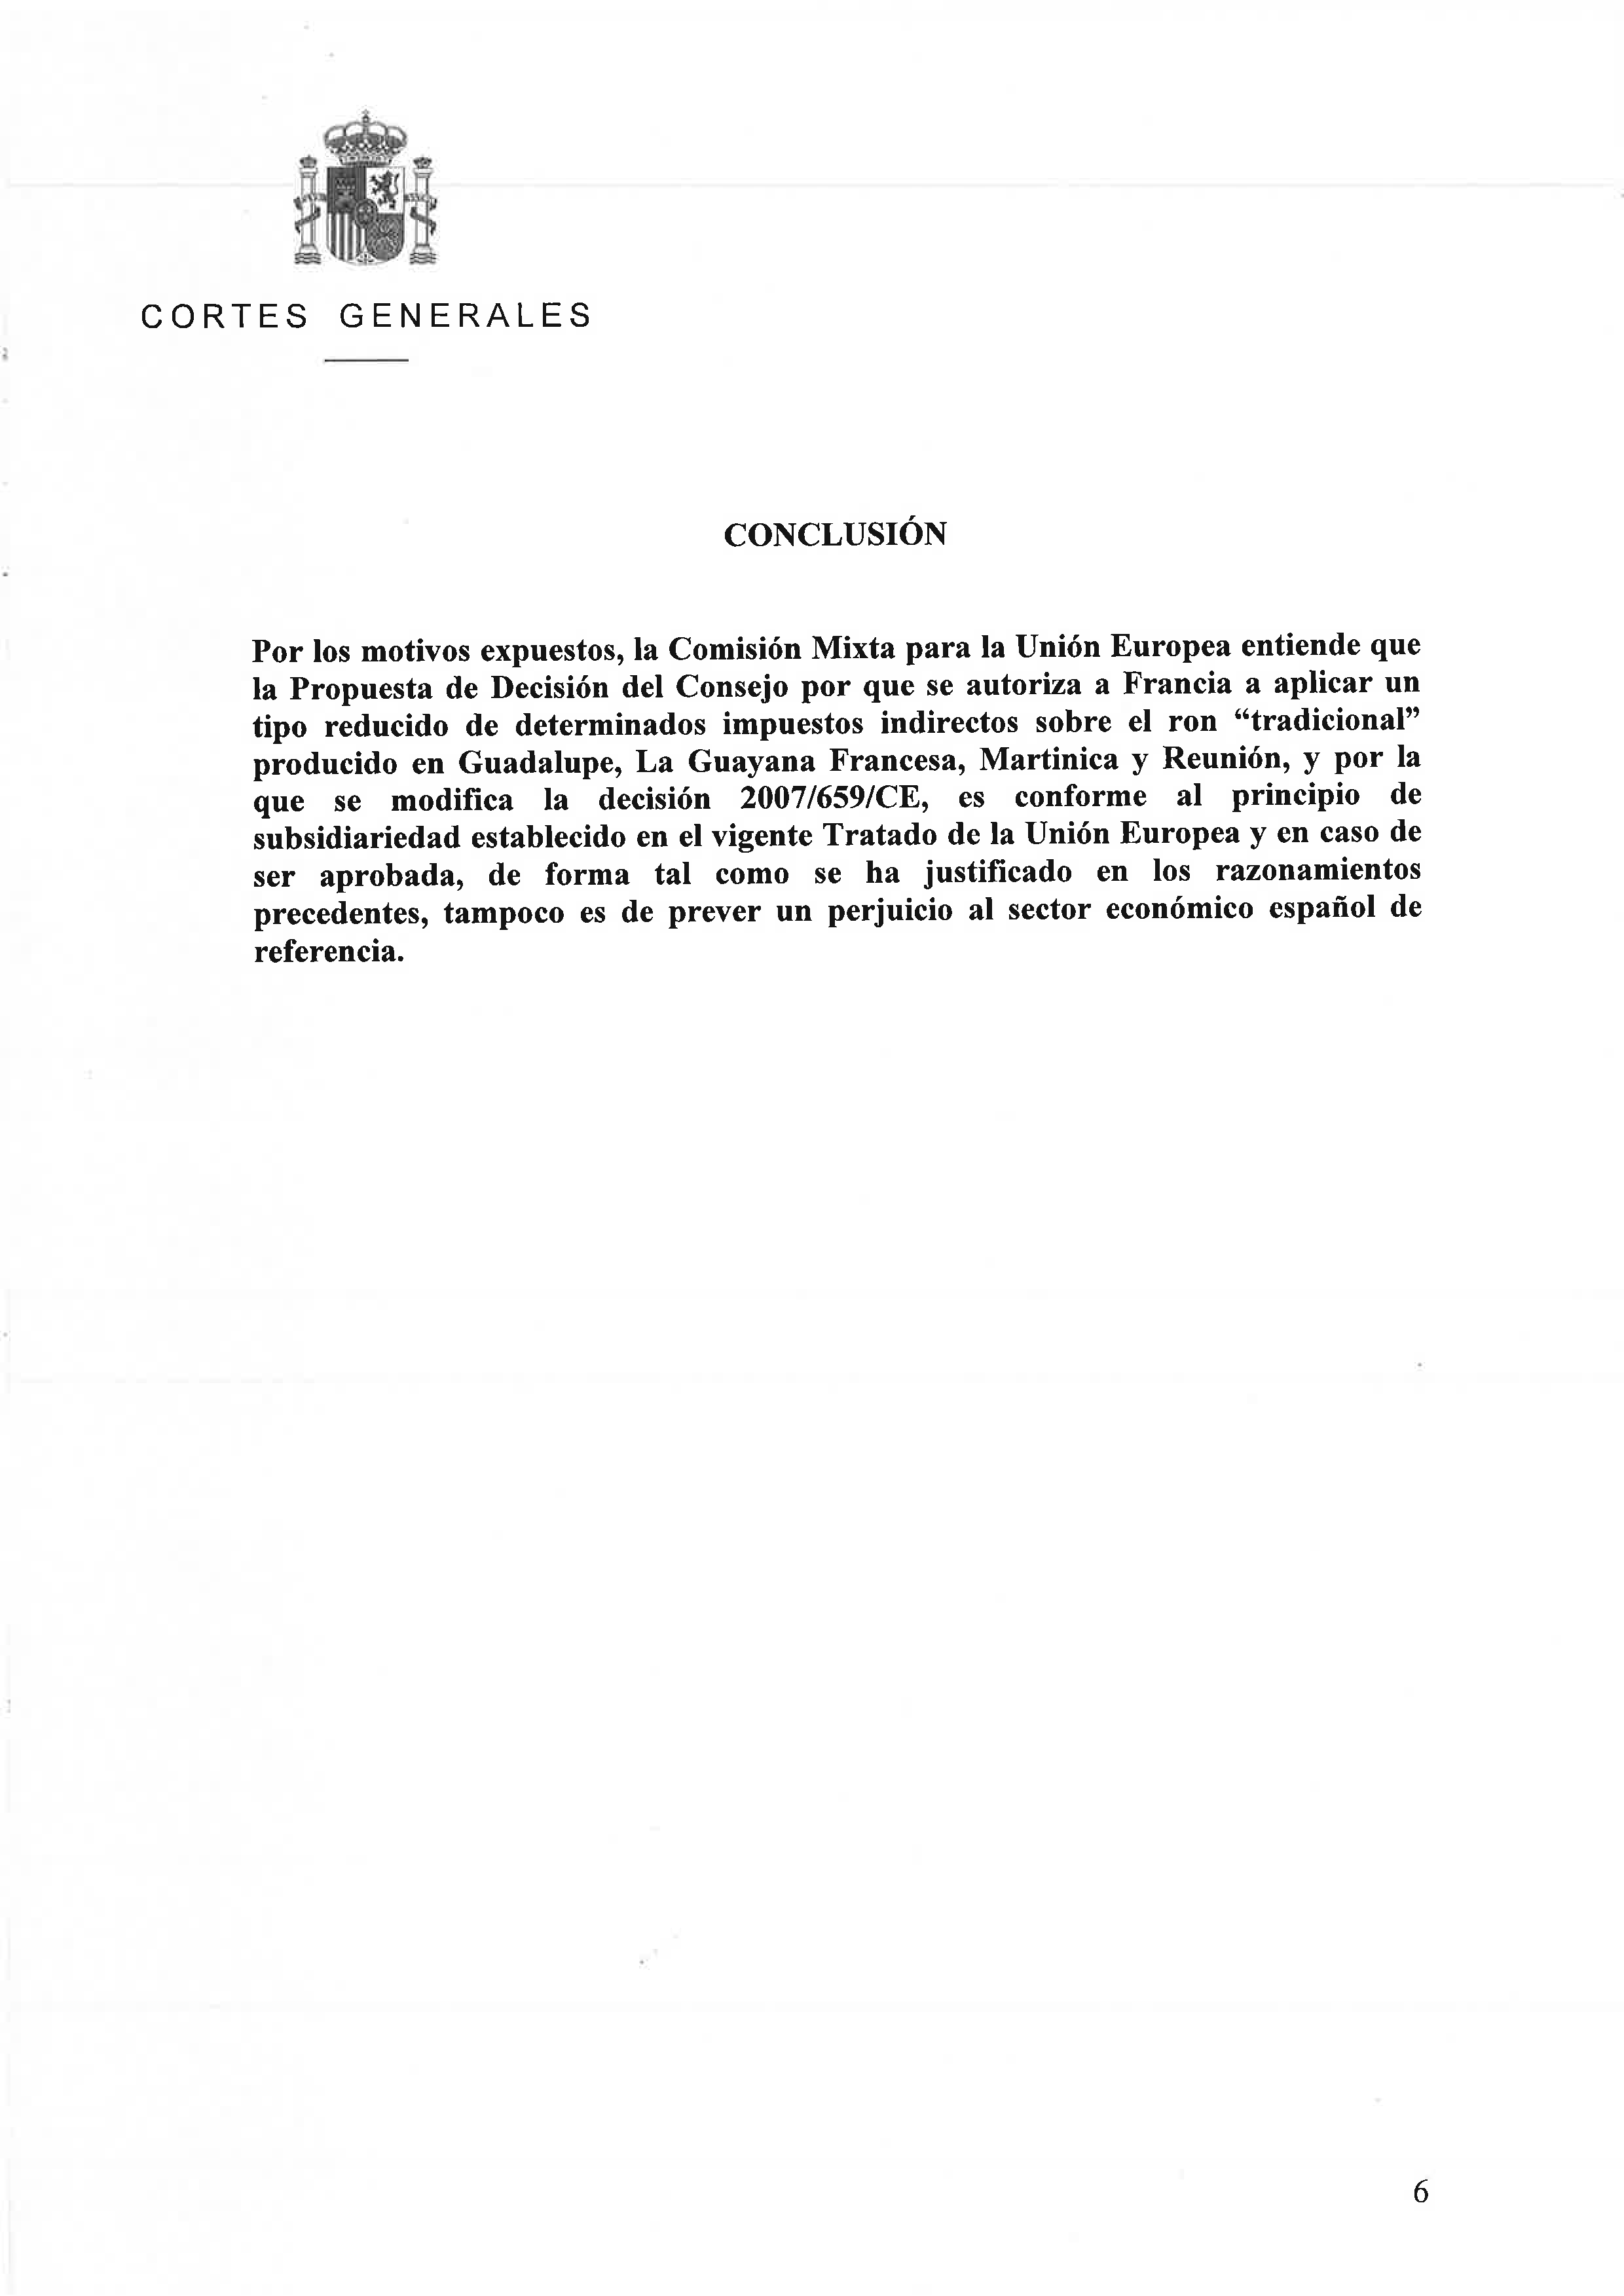 CORTES GENERALES
CONCLUSIÓN
Por los motivos expuestos, la Comisión Mixta para la Unión Europea entiende que
la Propuesta de Decisión del Consejo por que se autoriza a Francia a aplicar un
tipo reducido de determinados impuestos indirectos sobre el ron “tradicional”
producido en Guadalupe, La Guayana Francesa, Martinica y Reunión, y por la
que se modifica la decisión 2007/659/CE, es conforme al principio de
subsidiariedad establecido en el vigente Tratado de la Unión Europea y en caso de
ser aprobada, de forma tal como se ha justificado en los razonamientos
precedentes, tampoco es de prever un perjuicio al sector económico español de
referencia.
6